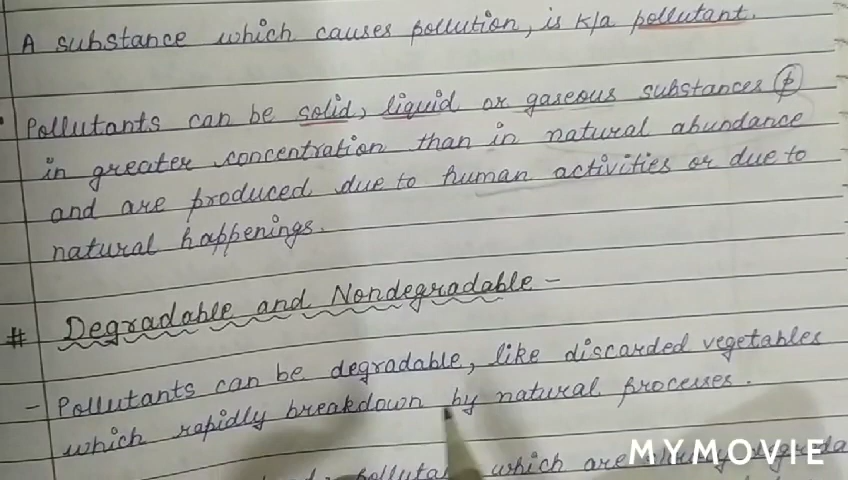 A substance which causes pollution, is k/a pollutant.
Pollutants can be solid, liquid or gaseous substances (p)
in greater concentration than in natural abundance
and are produced due to human activities or due to
natural happenings.
# Degradable and Nondegradable -
- Pollutants can be degradable, like discarded vegetables
which rapidly breakdown by natural processes.
which are
MYMOVIE